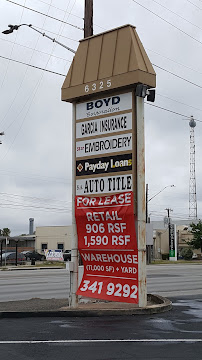 6325
BOYD
GARCIA INSURANCE
EMBROIDERY
Payday Loans
AUTO TITLE
FOR LEASE
RETAIL
906 RSF
1,590 RSF
WAREHOUSE
(11,000 SF) + YARD
341 9292